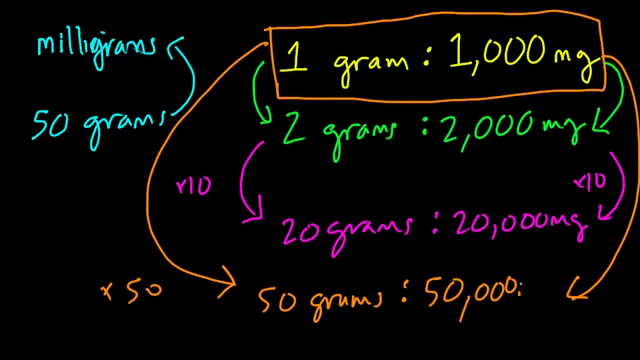 milligrams
50 grams
1 gram : 1,000 mg
2 grams : 2,000 mg
x10
x10
20 grams : 20,000 mg
x 50
50 grams : 50,000